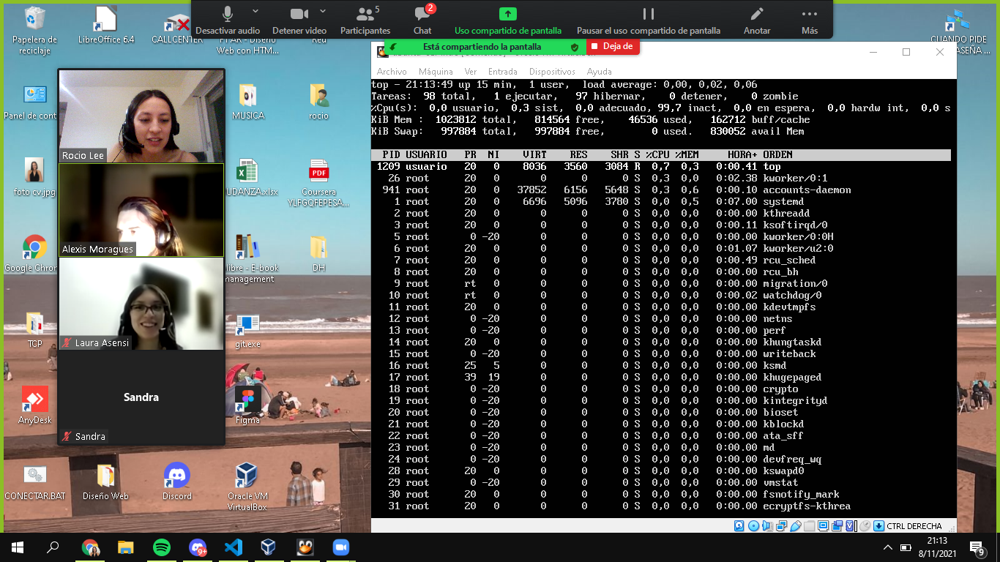 Desactivar audio
Detener video
5
Participantes
2
Chat
Uso compartido de pantalla
Pausar el uso compartido de pantalla
Anotar
Más
Está compartiendo la pantalla
Deja de
Papelera de reciclaje
LibreOffice 6.4
CALLCENTER
Web con HTM...
Red
CUANDO PIDE
Panel de cont
MUSICA
rocio
foto cv.jpg
UDANZA.xlsx
Coursera
YLFGQFEPESA...
Google Chron
libre - E-book
management
DH
TCP
git.exe
AnyDesk
Figma
CONECTAR.BAT
Diseño Web
Discord
Oracle VM
VirtualBox
Rocio Lee
Alexis Moragues
Laura Asensi
Sandra
Sandra
Archivo Máquina Ver Entrada Dispositivos Ayuda
top - 21:13:49 up 15 min, 1 user, load average: 0,00, 0,02, 0,06
Tareas: 98 total, 1 ejecutar, 97 hibernar, 0 detener, 0 zombie
%Cpu(s): 0,0 usuario, 0,3 sist, 0,0 adecuado, 99,7 inact, 0,0 en espera, 0,0 hardw int, 0,0 s
KiB Mem : 1023812 total, 814564 free, 46536 used, 162712 buff/cache
KiB Swap: 997884 total, 997884 free, 0 used. 830052 avail Mem
PID USUARIO PR NI VIRT RES SHR S %CPU %MEM HORA+ ORDEN
1209 usuario 20 0 8036 3560 3084 R 0,7 0,3 0:00.41 top
26 root 20 0 0 0 0 S 0,3 0,0 0:02.38 kworker/0:1
941 root 20 0 37852 6156 5648 S 0,3 0,6 0:00.10 accounts-daemon
1 root 20 0 6696 5096 3780 S 0,0 0,5 0:07.00 systemd
2 root 20 0 0 0 0 S 0,0 0,0 0:00.00 kthreadd
3 root 20 0 0 0 0 S 0,0 0,0 0:00.11 ksoftirqd/0
5 root 0 -20 0 0 0 S 0,0 0,0 0:00.00 kworker/0:0H
6 root 20 0 0 0 0 S 0,0 0,0 0:01.07 kworker/u2:0
7 root 20 0 0 0 0 S 0,0 0,0 0:00.49 rcu_sched
8 root 20 0 0 0 0 S 0,0 0,0 0:00.00 rcu_bh
9 root rt 0 0 0 0 S 0,0 0,0 0:00.00 migration/0
10 root rt 0 0 0 0 S 0,0 0,0 0:00.02 watchdog/0
11 root 20 0 0 0 0 S 0,0 0,0 0:00.00 kdevtmpfs
12 root 0 -20 0 0 0 S 0,0 0,0 0:00.00 netns
13 root 0 -20 0 0 0 S 0,0 0,0 0:00.00 perf
14 root 20 0 0 0 0 S 0,0 0,0 0:00.00 khungtaskd
15 root 0 -20 0 0 0 S 0,0 0,0 0:00.00 writeback
16 root 25 5 0 0 0 S 0,0 0,0 0:00.00 ksmd
17 root 39 19 0 0 0 S 0,0 0,0 0:00.00 khugepaged
18 root 0 -20 0 0 0 S 0,0 0,0 0:00.00 crypto
19 root 0 -20 0 0 0 S 0,0 0,0 0:00.00 kintegrityd
20 root 0 -20 0 0 0 S 0,0 0,0 0:00.00 bioset
21 root 0 -20 0 0 0 S 0,0 0,0 0:00.00 kblockd
22 root 0 -20 0 0 0 S 0,0 0,0 0:00.00 ata_sff
23 root 0 -20 0 0 0 S 0,0 0,0 0:00.00 md
24 root 0 -20 0 0 0 S 0,0 0,0 0:00.00 devfreq_wq
28 root 20 0 0 0 0 S 0,0 0,0 0:00.00 kswapd0
29 root 0 -20 0 0 0 S 0,0 0,0 0:00.00 vmstat
30 root 20 0 0 0 0 S 0,0 0,0 0:00.00 fsnotify_mark
31 root 20 0 0 0 0 S 0,0 0,0 0:00.00 ecryptfs-kthrea
CTRL DERECHA
9+
21:13
8/11/2021
9